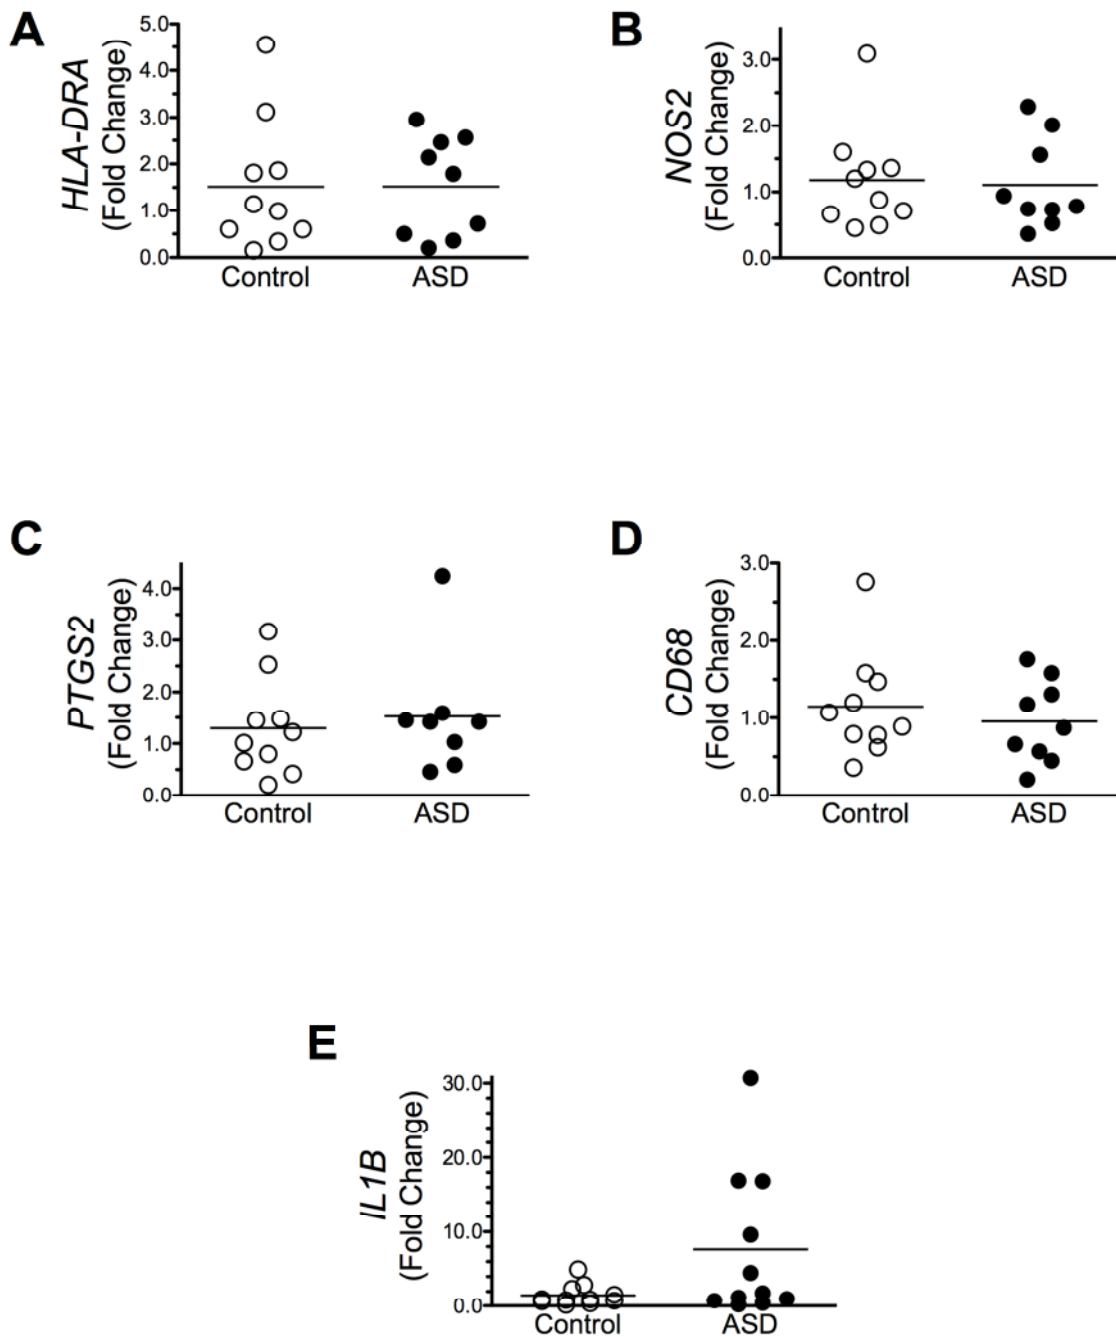 A
HLA-DRA
(Fold Change)
5.0
4.0
3.0
2.0
1.0
0.0
Control
ASD
B
NOS2
(Fold Change)
3.0
2.0
1.0
0.0
Control
ASD
C
PTGS2
(Fold Change)
4.0
3.0
2.0
1.0
0.0
Control
ASD
D
CD68
(Fold Change)
3.0
2.0
1.0
0.0
Control
ASD
E
IL1B
(Fold Change)
30.0
20.0
10.0
0.0
Control
ASD